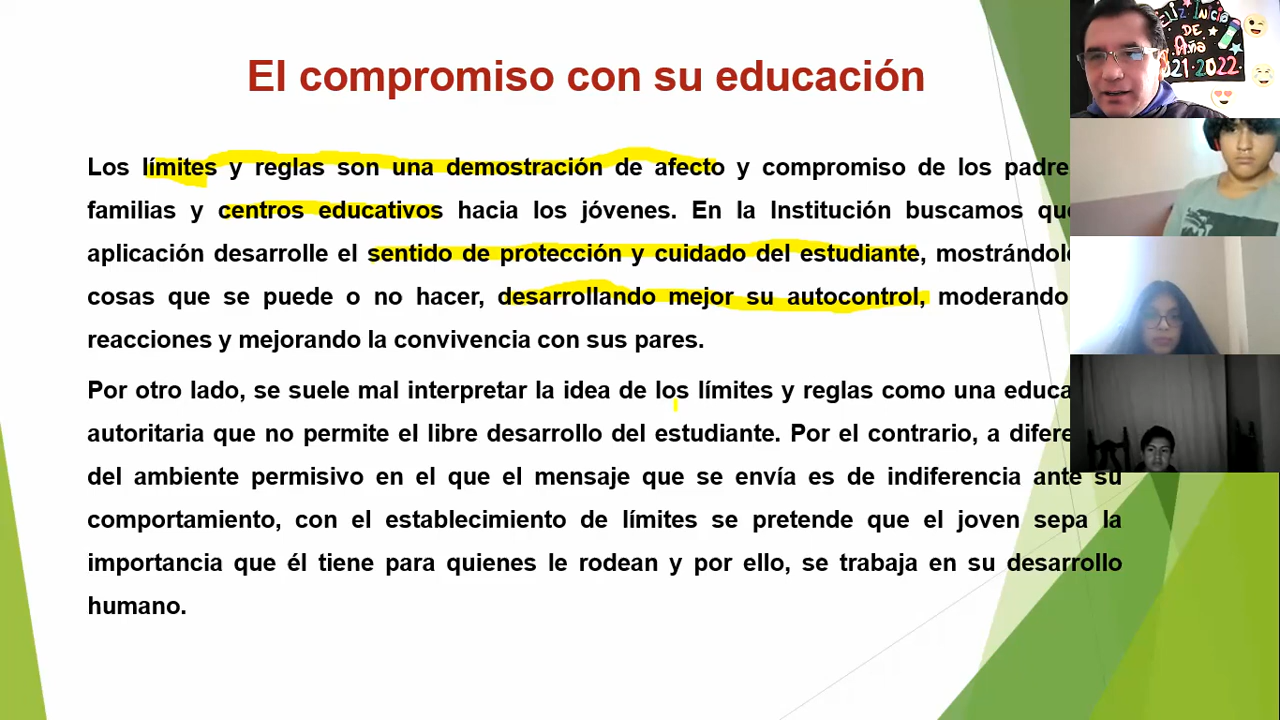 El compromiso con su educación
Los límites y reglas son una demostración de afecto y compromiso de los padre
familias y centros educativos hacia los jóvenes. En la Institución buscamos
aplicación desarrolle el sentido de protección y cuidado del estudiante,
cosas que se puede o no hacer, desarrollando mejor su autocontrol, moderando
reacciones y mejorando la convivencia con sus pares.
Por otro lado, se suele mal interpretar la idea de los límites y reglas como una
autoritaria que no permite el libre desarrollo del estudiante. Por el contrario, a
del ambiente permisivo en el que el mensaje que se envía es de indiferencia ante su
comportamiento, con el establecimiento de límites se pretende que el joven sepa la
importancia que él tiene para quienes le rodean y por ello, se trabaja en su desarrollo
humano.
INICIO
DE
2022